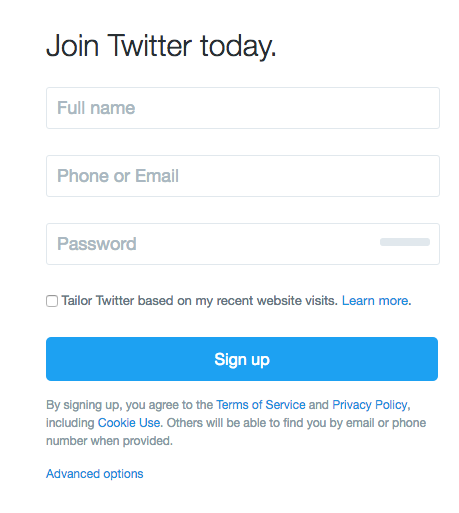 Join Twitter today.
Full name
Phone or Email
Password
Tailor Twitter based on my recent website visits. Learn more.
Sign up
By signing up, you agree to the Terms of Service and Privacy Policy,
including Cookie Use. Others will be able to find you by email or phone
number when provided.
Advanced options